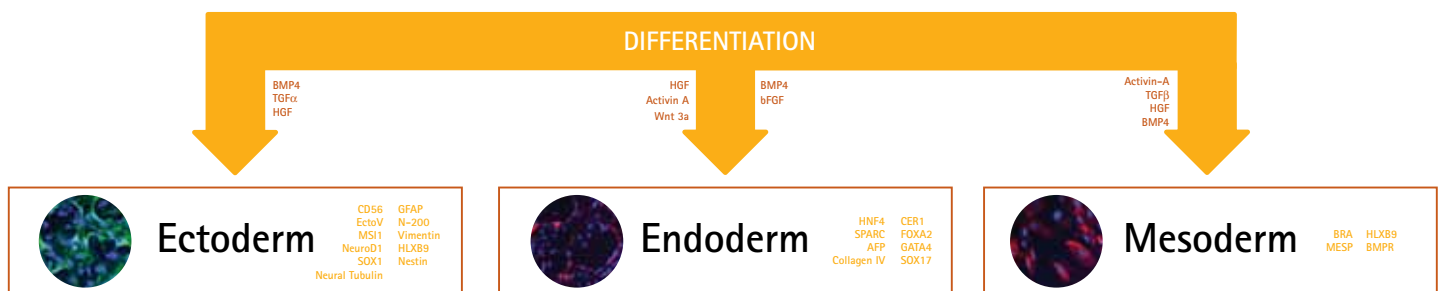 DIFFERENTIATION
BMP4
TGFα
HGF
HGF
Activin A
Wnt 3a
BMP4
bFGF
Activin-A
TGFβ
HGF
BMP4
Ectoderm
CD56 GFAP
EctoV N-200
MSI1 Vimentin
NeuroD1 HLXB9
SOX1 Nestin
Neural Tubulin
Endoderm
HNF4 CER1
SPARC FOXA2
AFP GATA4
Collagen IV SOX17
Mesoderm
BRA HLXB9
MESP BMPR